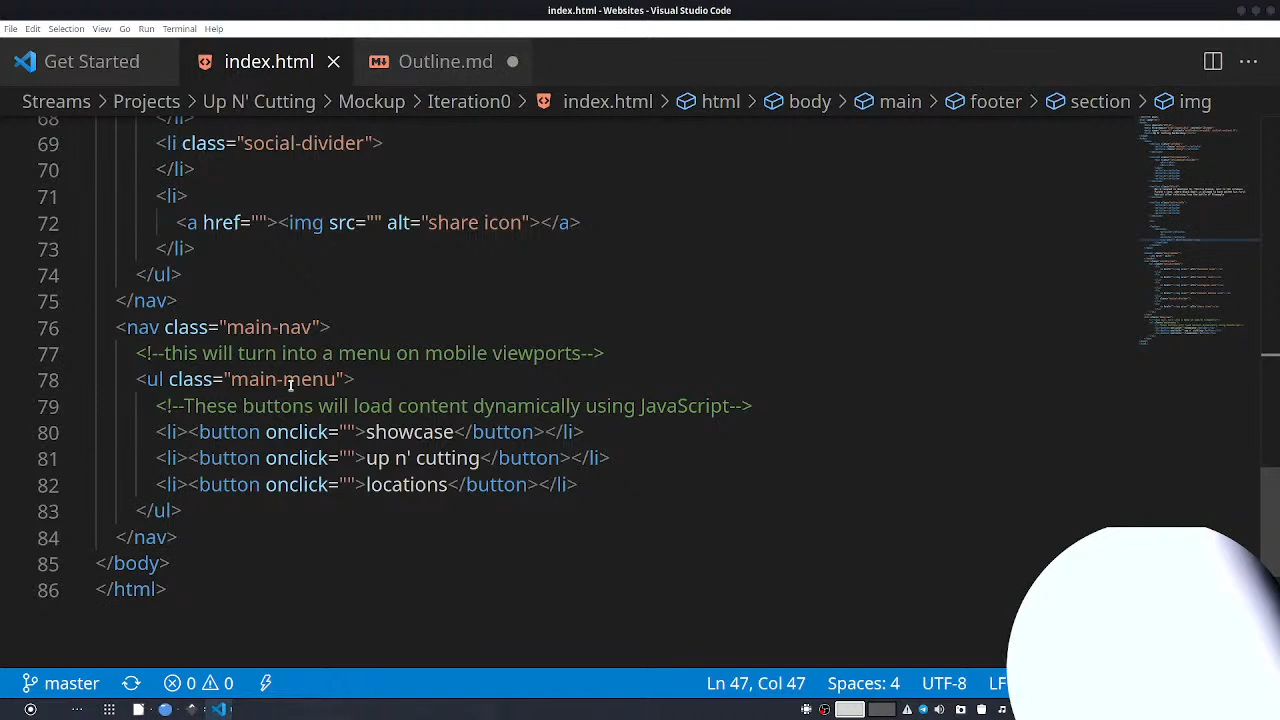 index.html - Websites - Visual Studio Code
File Edit Selection View Go Run Terminal Help
Get Started index.html Outline.md
Streams > Projects > Up N' Cutting > Mockup > Iteration0 > index.html > html > body > main > footer > section > img
68 </li>
69 <li class="social-divider">
70 </li>
71 <li>
72 <a href=""><img src="" alt="share icon"></a>
73 </li>
74 </ul>
75 </nav>
76 <nav class="main-nav">
77 <!--this will turn into a menu on mobile viewports-->
78 <ul class="main-menu">
79 <!--These buttons will load content dynamically using JavaScript-->
80 <li><button onclick="">showcase</button></li>
81 <li><button onclick="">up n' cutting</button></li>
82 <li><button onclick="">locations</button></li>
83 </ul>
84 </nav>
85 </body>
86 </html>
master 0 0 Ln 47, Col 47 Spaces: 4 UTF-8 LF